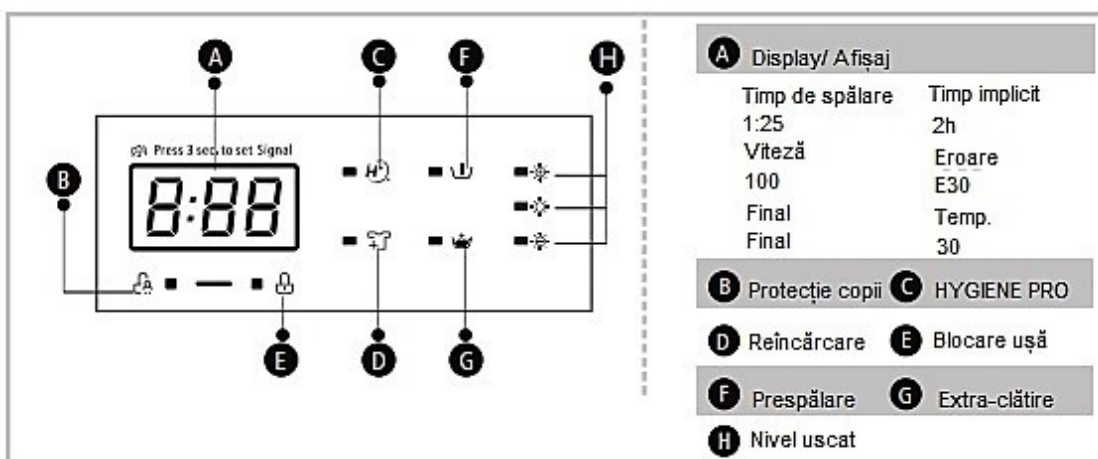 A C F H
Press 3 sec. to set Signal
B
8:88
H+
A
E D G
A Display/ Afișaj
Timp de spălare Timp implicit
1:25 2h
Viteză Eroare
100 E30
Final Temp.
Final 30
B Protecție copii C HYGIENE PRO
D Reîncărcare E Blocare ușă
F Prespălare G Extra-clătire
H Nivel uscat